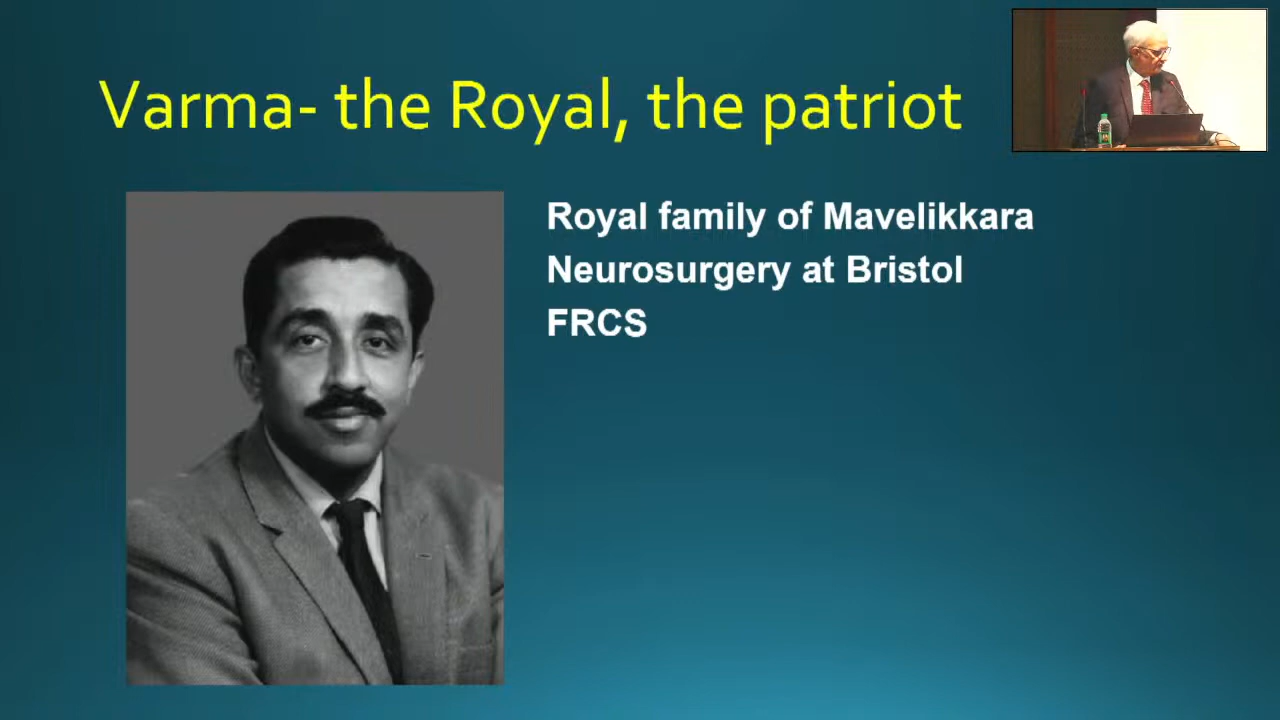 Varma- the Royal, the patriot
Royal family of Mavelikkara
Neurosurgery at Bristol
FRCS